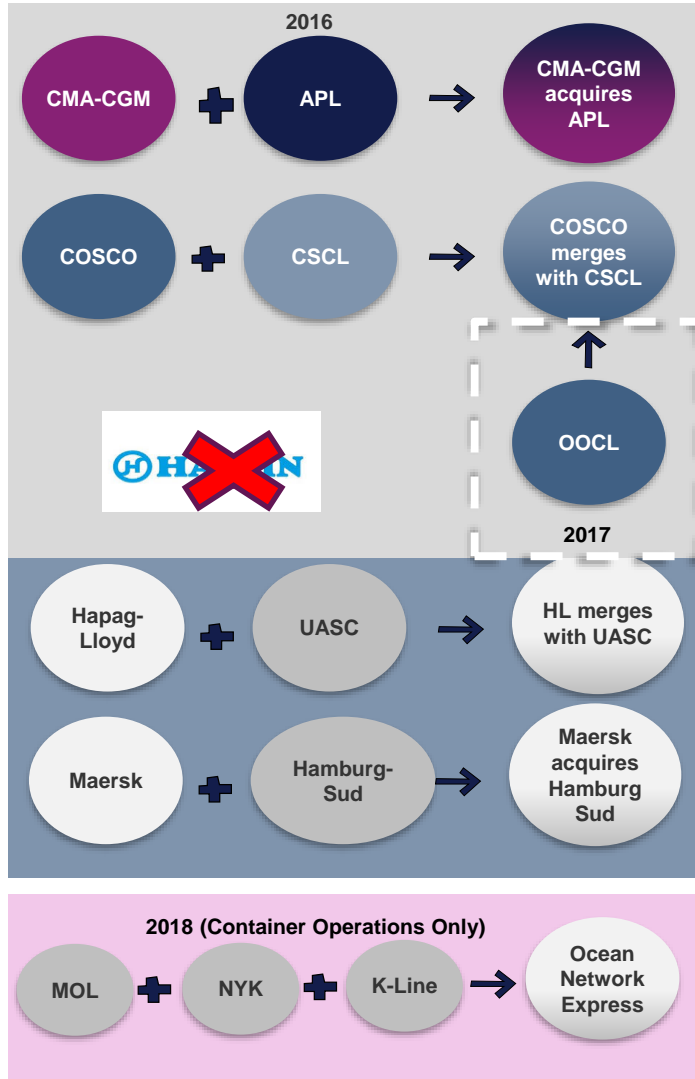 2016
CMA-CGM
APL
CMA-CGM
acquires
APL
COSCO
CSCL
COSCO
merges
with CSCL
OOCL
2017
Hapag-
Lloyd
UASC
HL merges
with UASC
Maersk
Hamburg-
Sud
Maersk
acquires
Hamburg
Sud
2018 (Container Operations Only)
MOL
NYK
K-Line
Ocean
Network
Express